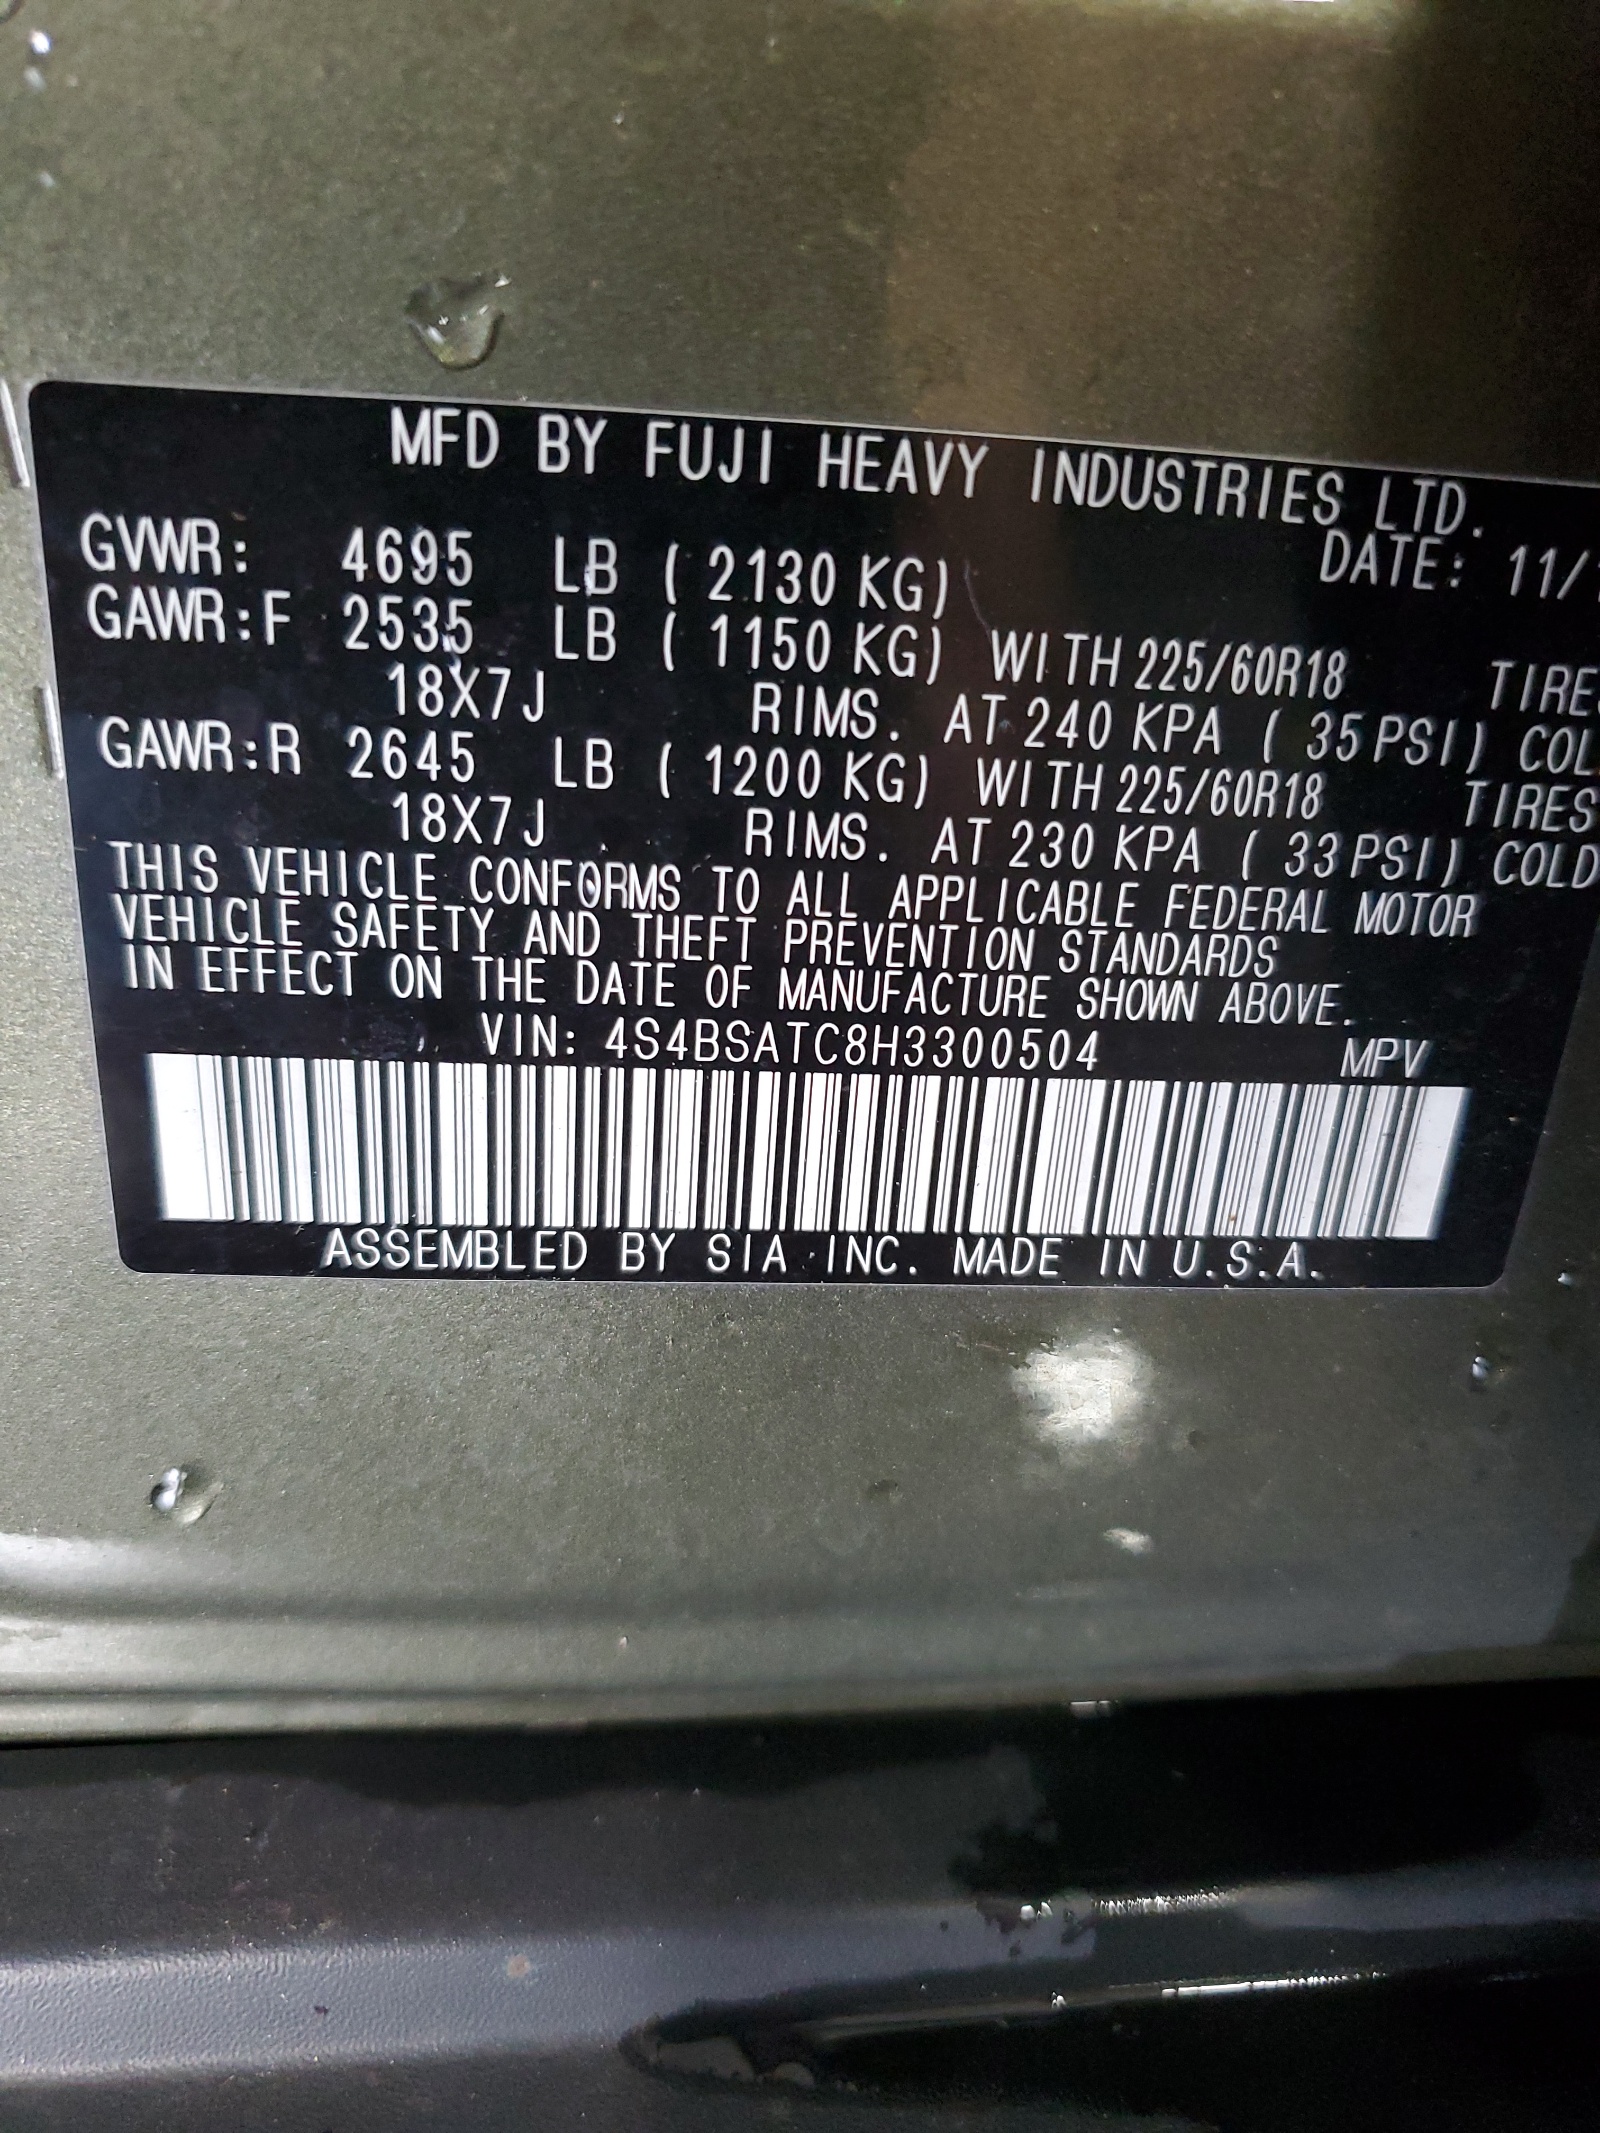 MFD BY FUJI HEAVY INDUSTRIES LTD.
GVWR: 4695 LB ( 2130 KG) DATE: 11/
GAWR:F 2535 LB ( 1150 KG) WITH 225/60R18 TIRES
18X7J RIMS. AT 240 KPA ( 35 PSI) COL
GAWR:R 2645 LB ( 1200 KG) WITH 225/60R18 TIRES
18X7J RIMS. AT 230 KPA ( 33 PSI) COLD
THIS VEHICLE CONFORMS TO ALL APPLICABLE FEDERAL MOTOR
VEHICLE SAFETY AND THEFT PREVENTION STANDARDS
IN EFFECT ON THE DATE OF MANUFACTURE SHOWN ABOVE.
VIN: 4S4BSATC8H3300504 MPV
ASSEMBLED BY SIA INC. MADE IN U.S.A.